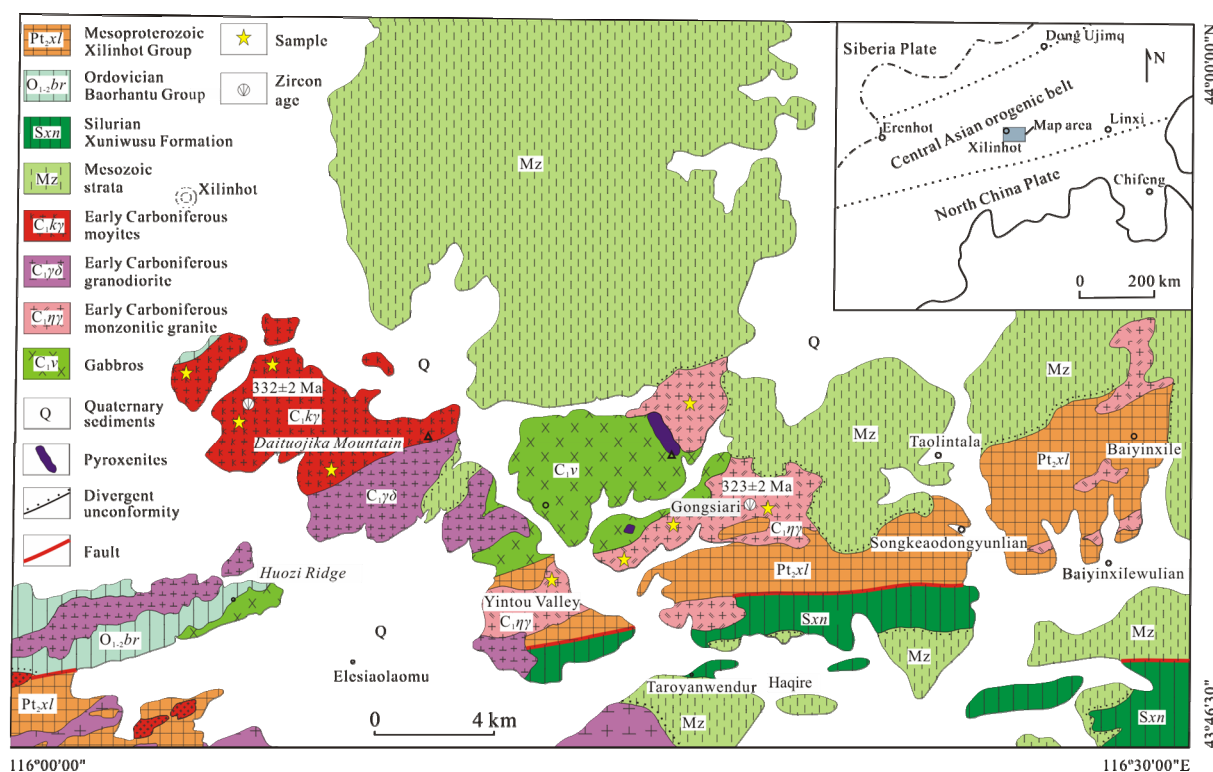 Pt₂xl
Mesoproterozoic
Xilinhot Group
Sample
O₁₋₂br
Ordovician
Baorhantu Group
Zircon
age
Sxn
Silurian
Xuniwusu Formation
Mz
Mesozoic
strata
Xilinhot
C₁kγ
Early Carboniferous
moyites
C₁γδ
Early Carboniferous
granodiorite
C₁ηγ
Early Carboniferous
monzonitic granite
C₁ν
Gabbros
Q
Quaternary
sediments
Pyroxenites
Divergent
unconformity
Fault
Siberia Plate
Dong Ujimq
N
Central Asian orogenic belt
Erenhot
Map area
Linxi
Xilinhot
North China Plate
Chifeng
0 200 km
44°00'00"N
Mz
Q
Q
Mz
332±2 Ma
C₁kγ
Daituojika Mountain
C₁γδ
C₁ν
Mz
Taolintala
Baiyinxile
Pt₂xl
323±2 Ma
Gongsiari
C₁ηγ
Songkeaodongyunlian
Pt₂xl
Baiyinxilewulian
Huozi Ridge
Yintou Valley
C₁ηγ
O₁₋₂br
Q
Sxn
Mz
Mz
Elesiaolaomu
Taroyanwendur
Haqire
Pt₂xl
0 4 km
Mz
Sxn
43°46'30"
116°00'00"
116°30'00"E